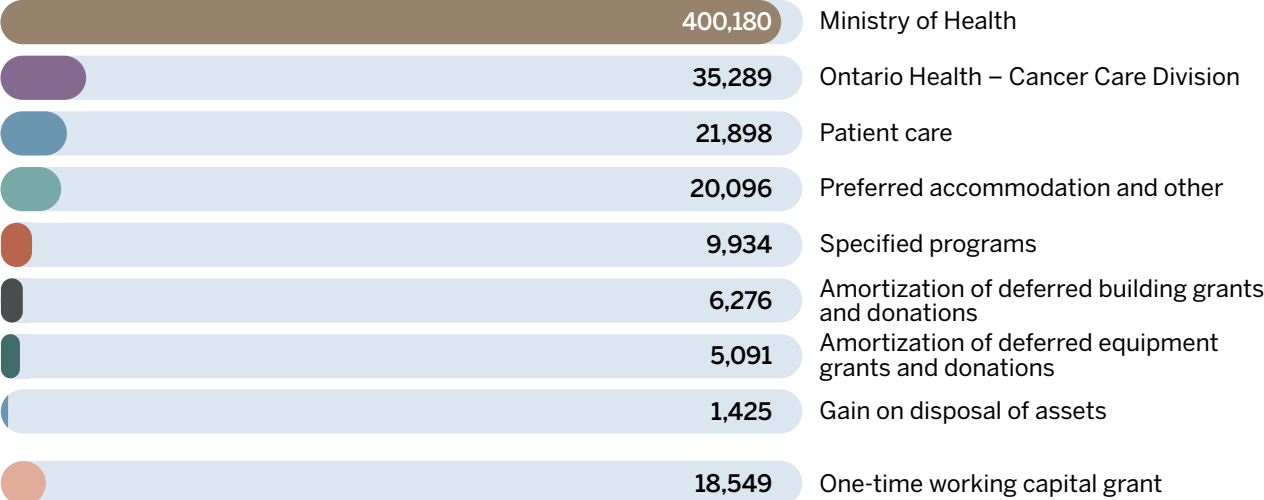 400,180 Ministry of Health
35,289 Ontario Health – Cancer Care Division
21,898 Patient care
20,096 Preferred accommodation and other
9,934 Specified programs
6,276 Amortization of deferred building grants
and donations
5,091 Amortization of deferred equipment
grants and donations
1,425 Gain on disposal of assets
18,549 One-time working capital grant